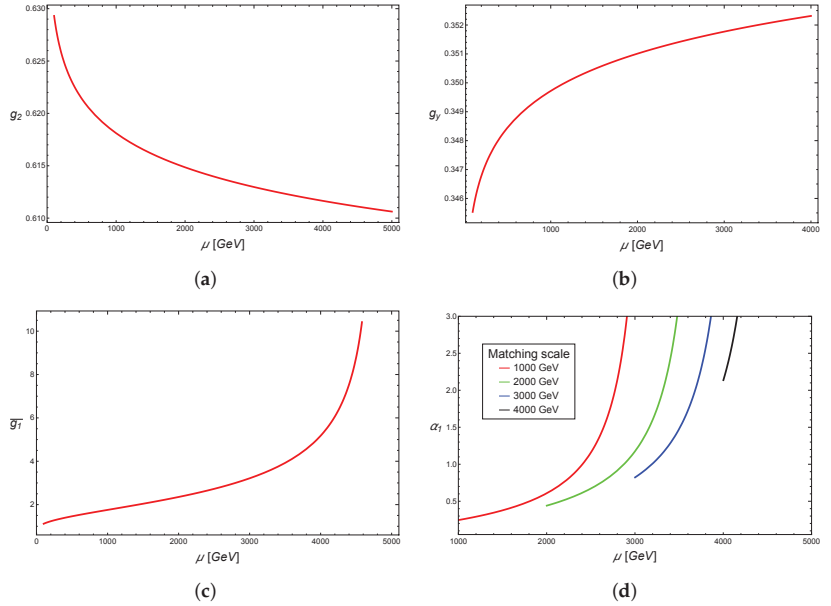 0.630
0.625
0.620
g2
0.615
0.610
0 1000 2000 3000 4000 5000
μ [GeV]
(a)
0.352
0.351
0.350
0.349
gy
0.348
0.347
0.346
1000 2000 3000 4000
μ [GeV]
(b)
10
8
6
g1
4
2
0 1000 2000 3000 4000 5000
μ [GeV]
(c)
3.0
2.5
2.0
1.5
α1
1.0
0.5
Matching scale
1000 GeV
2000 GeV
3000 GeV
4000 GeV
1000 2000 3000 4000 5000
μ [GeV]
(d)